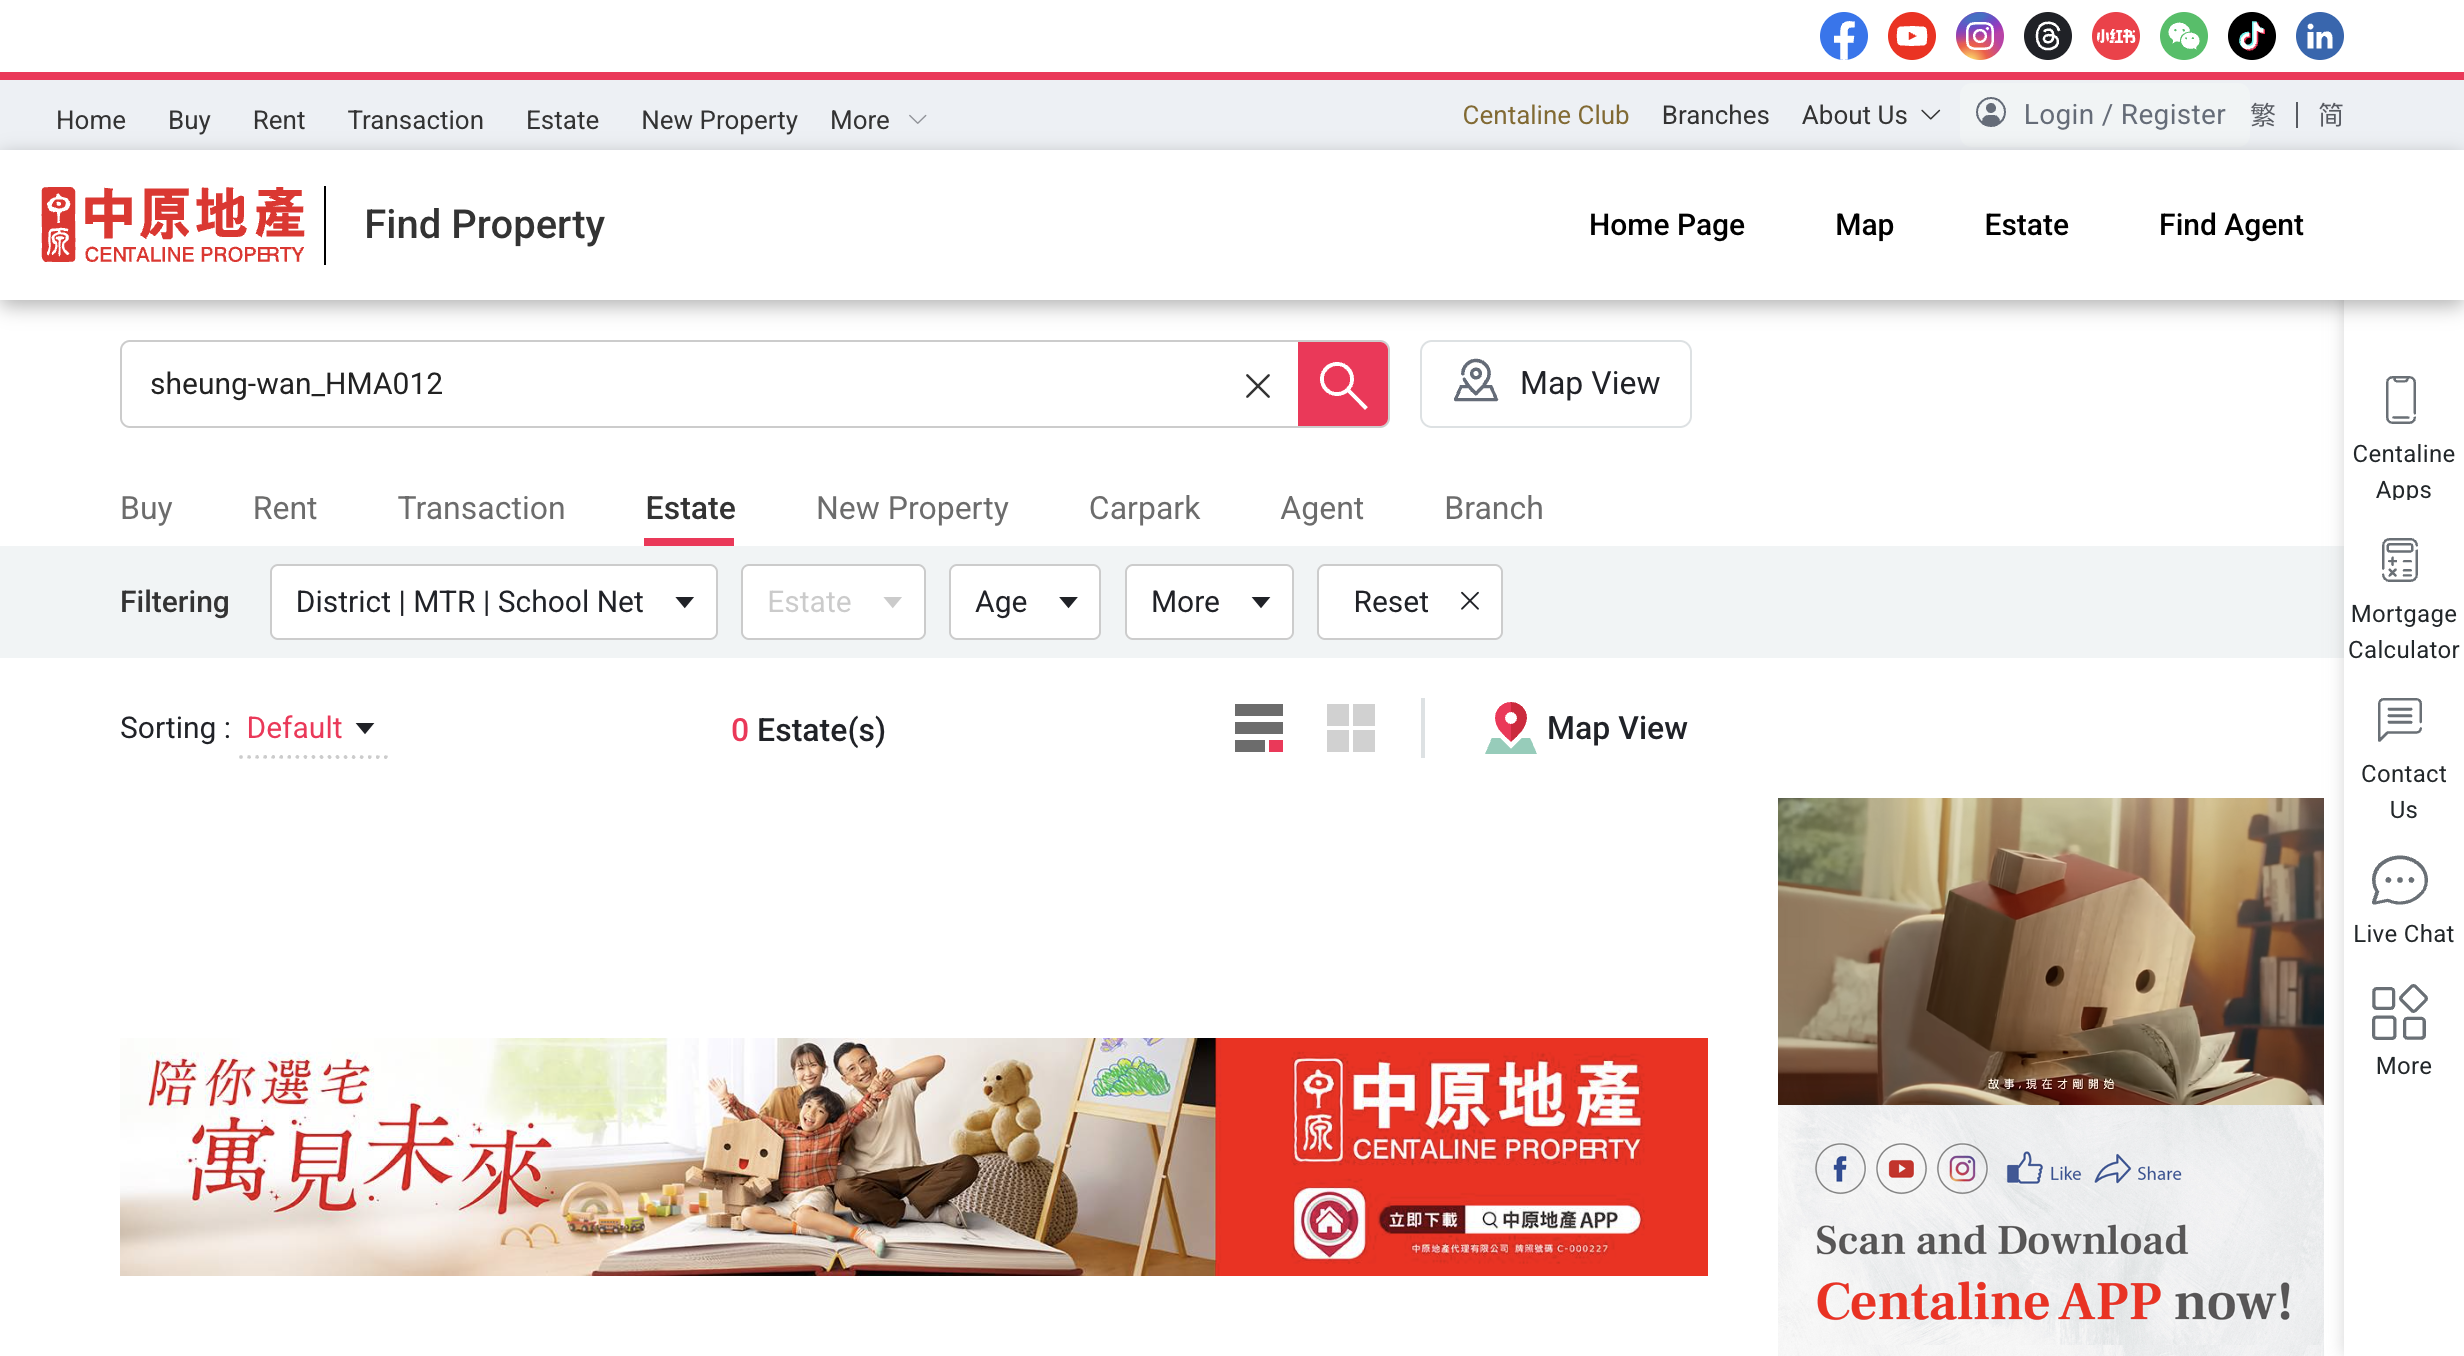 小红书
Home Buy Rent Transaction Estate New Property More
Centaline Club Branches About Us Login / Register 繁 | 简
中原 中原地產
CENTALINE PROPERTY
Find Property
Home Page Map Estate Find Agent
sheung-wan_HMA012
Map View
Buy Rent Transaction Estate New Property Carpark Agent Branch
Filtering District | MTR | School Net Estate Age More Reset
Sorting : Default 0 Estate(s) Map View
陪你選宅
寓見未來
中原 中原地產
CENTALINE PROPERTY
立即下載 中原地產APP
中原地產代理有限公司 牌照號碼 C-000227
故事,現在才剛開始
Like Share
Scan and Download
Centaline APP now!
Centaline
Apps
Mortgage
Calculator
Contact
Us
Live Chat
More